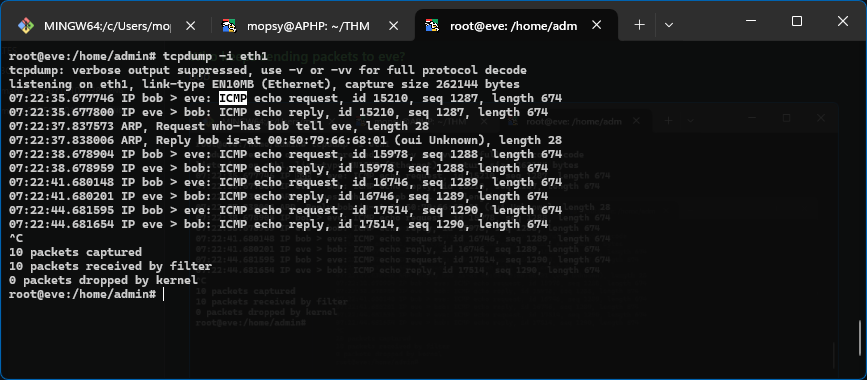 MINGW64:/c/Users/mop
mopsy@APHP: ~/THM
root@eve: /home/adm
root@eve:/home/admin# tcpdump -i eth1
tcpdump: verbose output suppressed, use -v or -vv for full protocol decode
listening on eth1, link-type EN10MB (Ethernet), capture size 262144 bytes
07:22:35.677746 IP bob > eve: ICMP echo request, id 15210, seq 1287, length 674
07:22:35.677800 IP eve > bob: ICMP echo reply, id 15210, seq 1287, length 674
07:22:37.837573 ARP, Request who-has bob tell eve, length 28
07:22:37.838006 ARP, Reply bob is-at 00:50:79:66:68:01 (oui Unknown), length 28
07:22:38.678904 IP bob > eve: ICMP echo request, id 15978, seq 1288, length 674
07:22:38.678959 IP eve > bob: ICMP echo reply, id 15978, seq 1288, length 674
07:22:41.680148 IP bob > eve: ICMP echo request, id 16746, seq 1289, length 674
07:22:41.680201 IP eve > bob: ICMP echo reply, id 16746, seq 1289, length 674
07:22:44.681595 IP bob > eve: ICMP echo request, id 17514, seq 1290, length 674
07:22:44.681654 IP eve > bob: ICMP echo reply, id 17514, seq 1290, length 674
^C
10 packets captured
10 packets received by filter
0 packets dropped by kernel
root@eve:/home/admin#